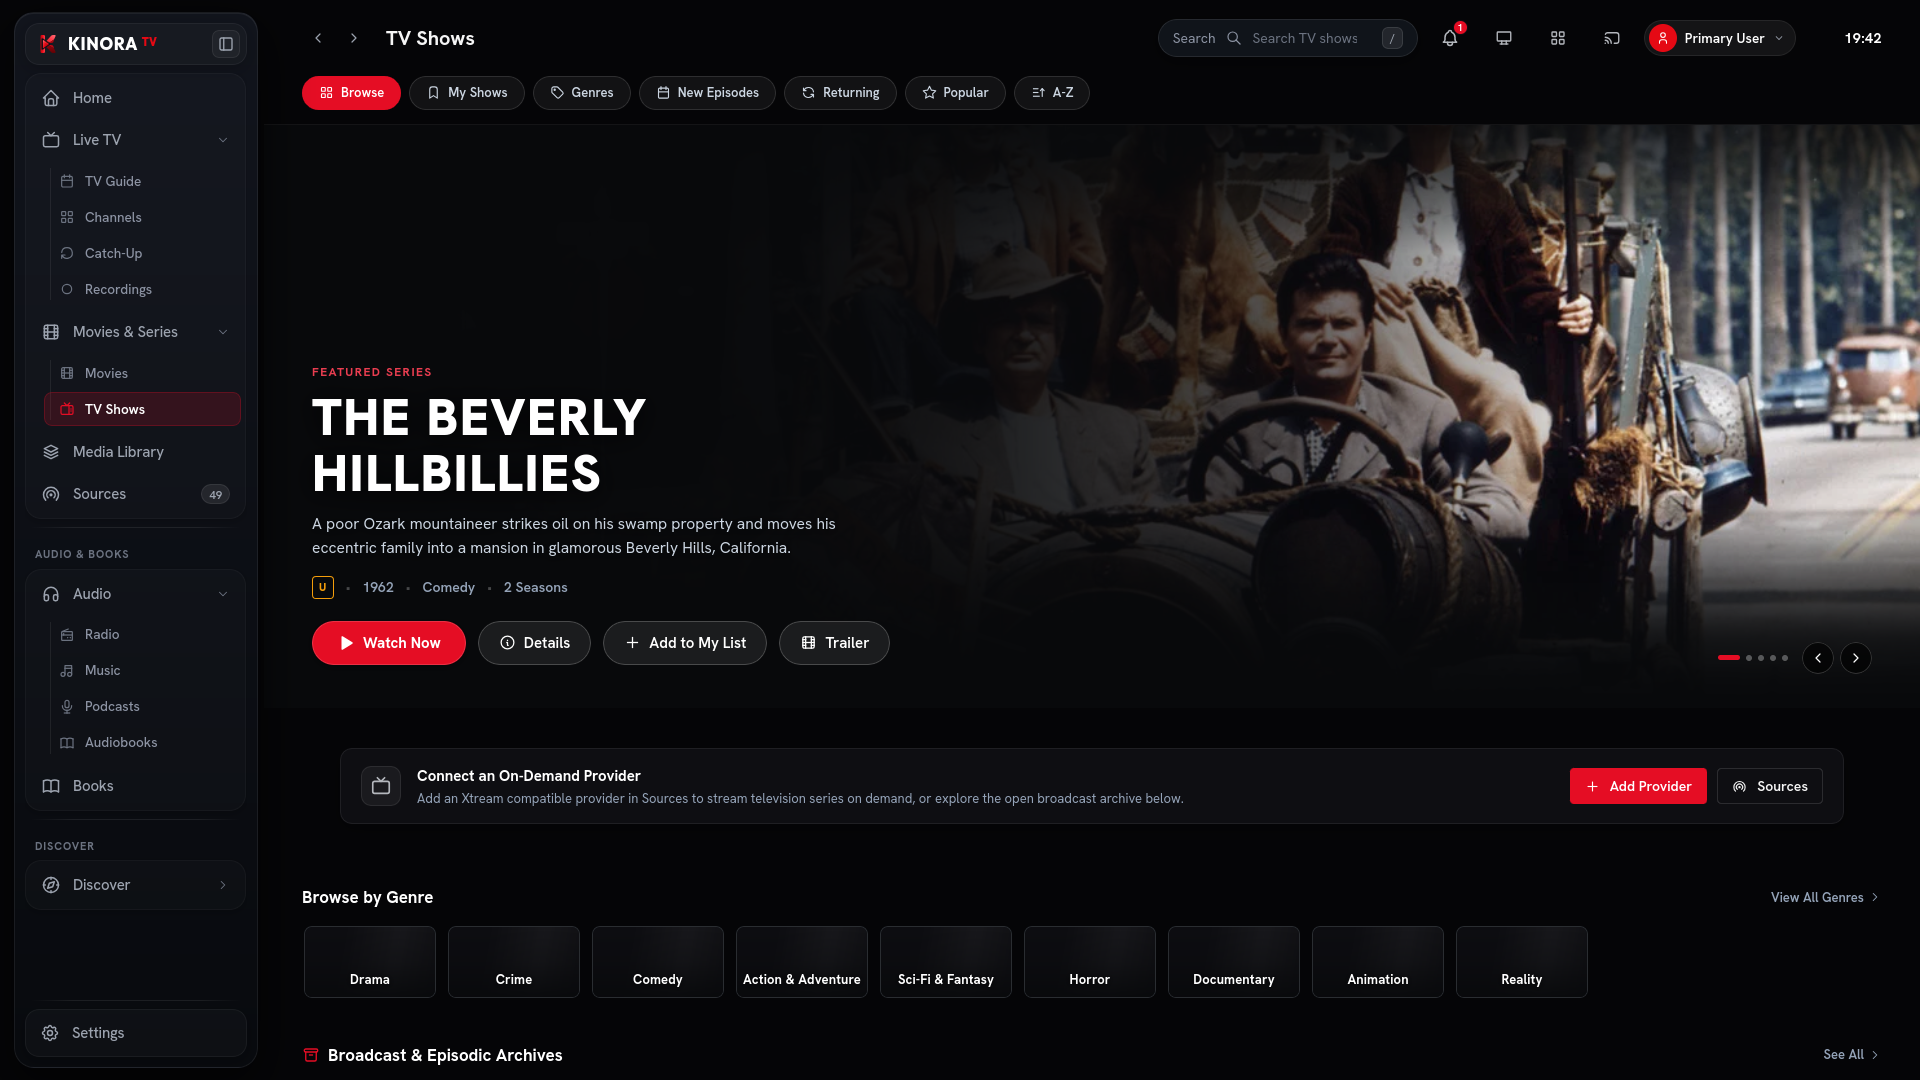 KINORA TV
Home
Live TV
TV Guide
Channels
Catch-Up
Recordings
Movies & Series
Movies
TV Shows
Media Library
Sources 49
AUDIO & BOOKS
Audio
Radio
Music
Podcasts
Audiobooks
Books
DISCOVER
Discover
Settings
TV Shows
Search Search TV shows /
1
Primary User
19:42
Browse My Shows Genres New Episodes Returning Popular A-Z
FEATURED SERIES
THE BEVERLY
HILLBILLIES
A poor Ozark mountaineer strikes oil on his swamp property and moves his
eccentric family into a mansion in glamorous Beverly Hills, California.
U • 1962 • Comedy • 2 Seasons
Watch Now Details Add to My List Trailer
Connect an On-Demand Provider
Add an Xtream compatible provider in Sources to stream television series on demand, or explore the open broadcast archive below.
Add Provider Sources
Browse by Genre View All Genres
Drama Crime Comedy Action & Adventure Sci-Fi & Fantasy Horror Documentary Animation Reality
Broadcast & Episodic Archives See All